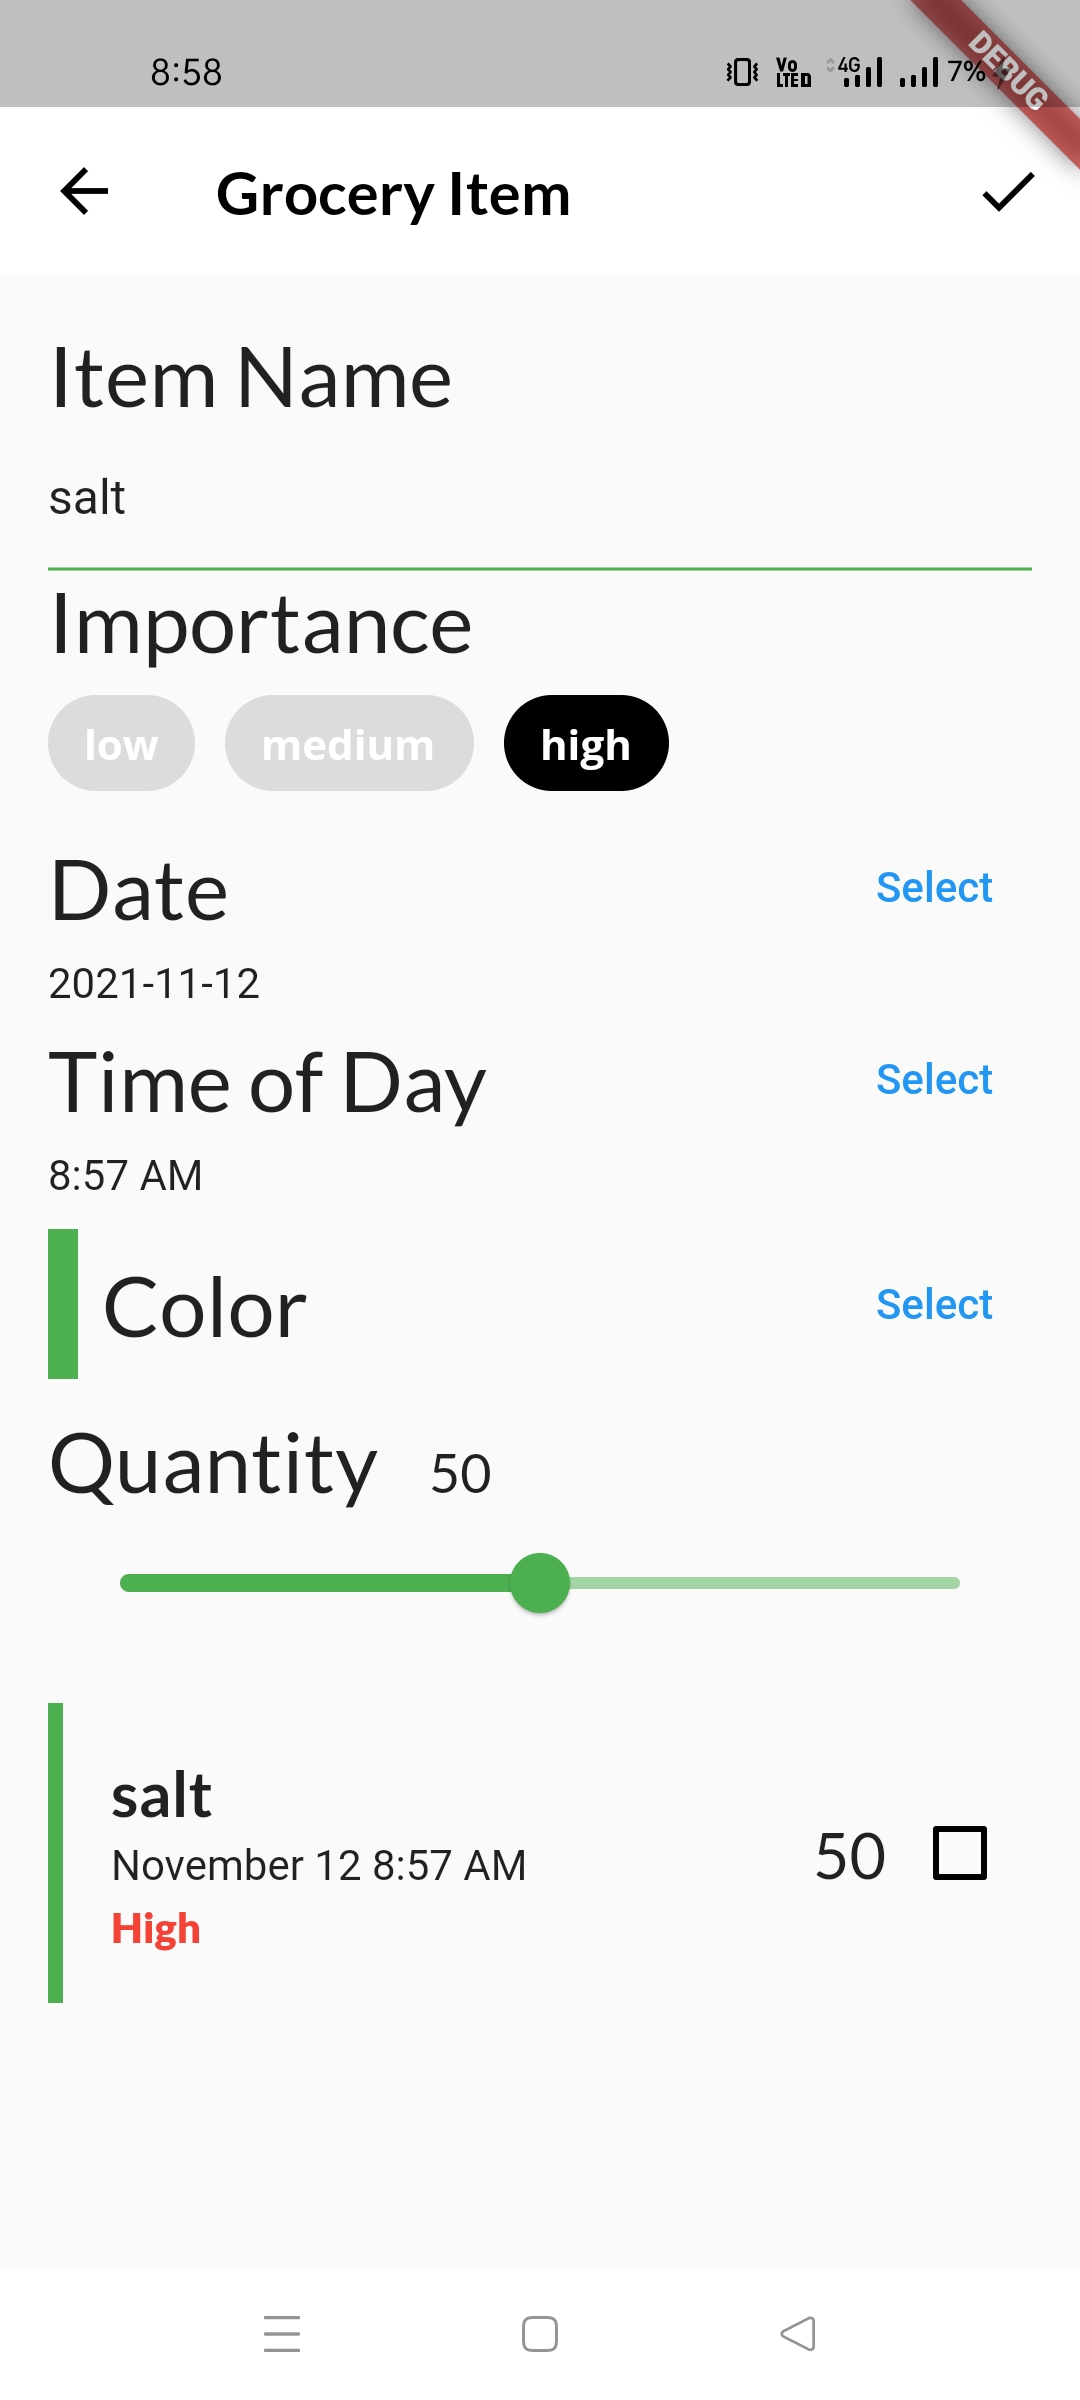 8:58 Vo LTED 4G 7% DEBUG
Grocery Item
Item Name
salt
Importance
low medium high
Date Select
2021-11-12
Time of Day Select
8:57 AM
Color Select
Quantity 50
salt
November 12 8:57 AM 50
High